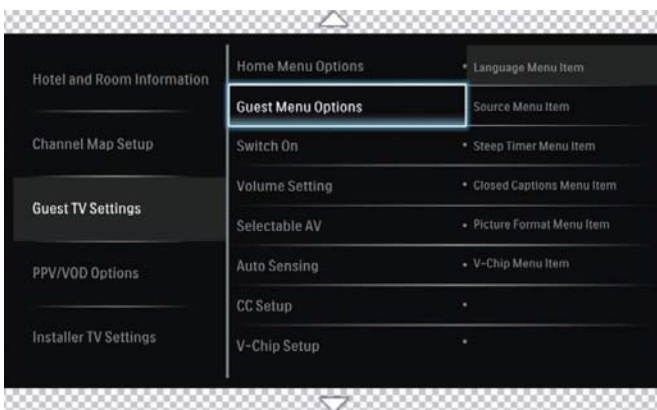 Hotel and Room Information
Channel Map Setup
Guest TV Settings
PPV/VOD Options
Installer TV Settings
Home Menu Options
Guest Menu Options
Switch On
Volume Setting
Selectable AV
Auto Sensing
CC Setup
V-Chip Setup
• Language Menu Item
Source Menu Item
• Steep Timer Menu Item
• Closed Captions Menu Item
• Picture Format Menu Item
• V-Chip Menu Item
•
•